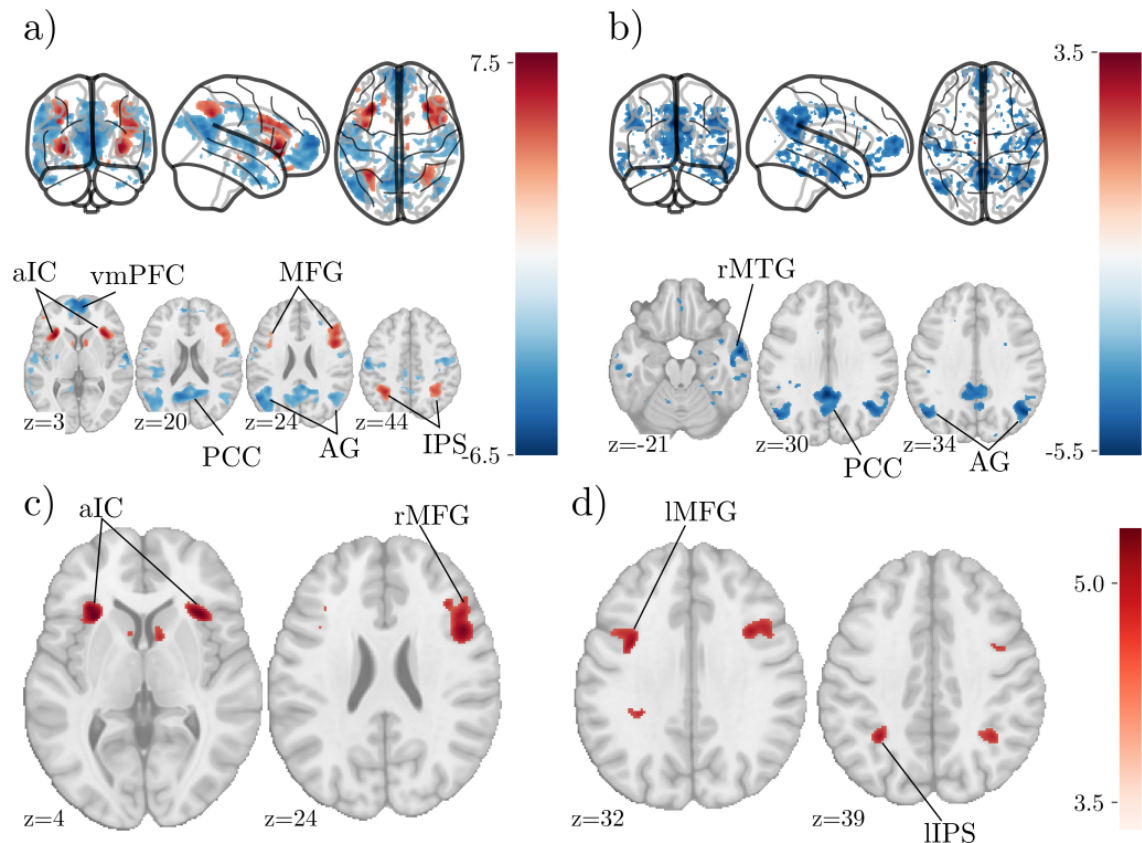 a)
7.5
-6.5
aIC
vmPFC
MFG
z=3
z=20
z=24
z=44
PCC
AG
IPS
b)
3.5
-5.5
rMTG
z=-21
z=30
z=34
PCC
AG
c)
aIC
rMFG
z=4
z=24
d)
lMFG
z=32
z=39
lIPS
5.0
3.5